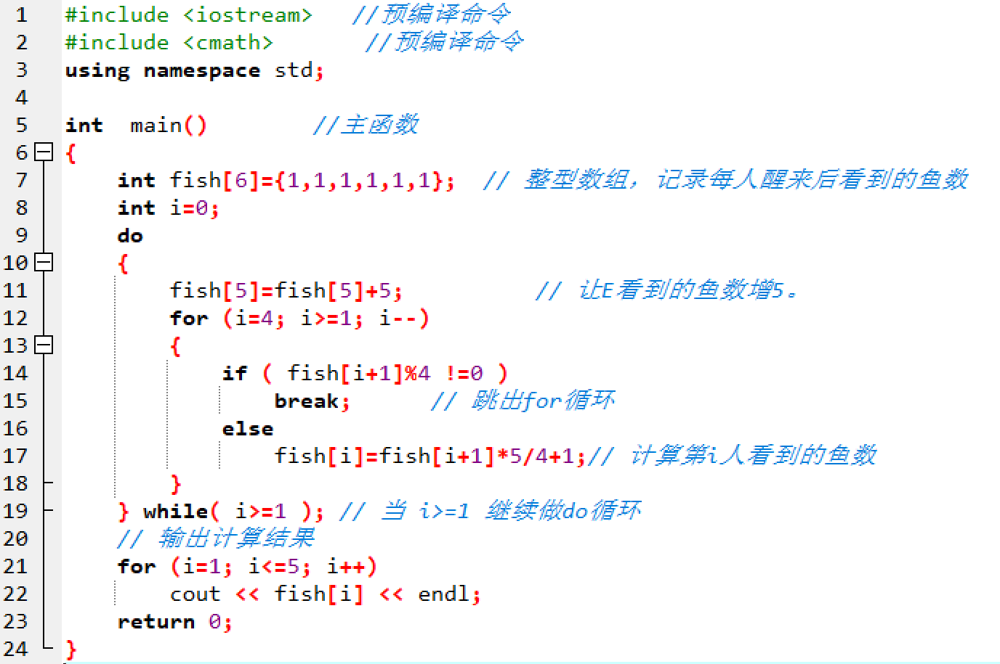 1 #include <iostream> //预编译命令
2 #include <cmath> //预编译命令
3 using namespace std;
4
5 int main() //主函数
6 {
7 int fish[6]={1,1,1,1,1,1}; // 整型数组，记录每人醒来后看到的鱼数
8 int i=0;
9 do
10 {
11 fish[5]=fish[5]+5; // 让E看到的鱼数增5。
12 for (i=4; i>=1; i--)
13 {
14 if ( fish[i+1]%4 !=0 )
15 break; // 跳出for循环
16 else
17 fish[i]=fish[i+1]*5/4+1;// 计算第i人看到的鱼数
18 }
19 } while( i>=1 ); // 当 i>=1 继续做do循环
20 // 输出计算结果
21 for (i=1; i<=5; i++)
22 cout << fish[i] << endl;
23 return 0;
24 }